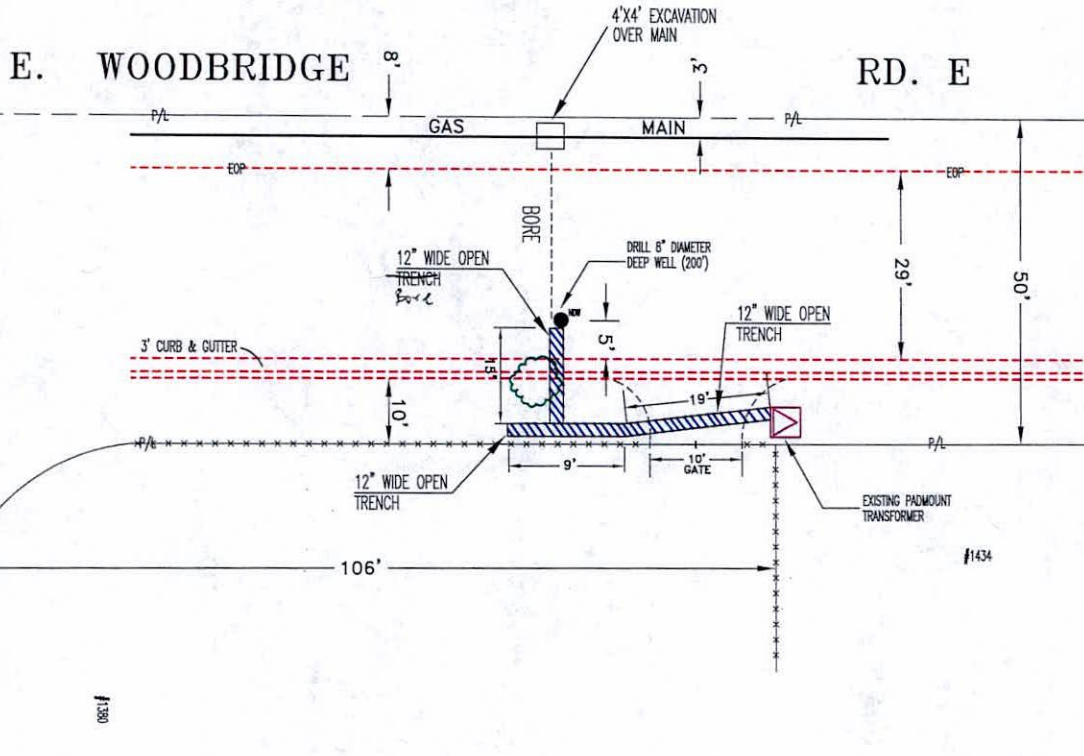 4'X4' EXCAVATION
OVER MAIN
E. WOODBRIDGE
8'
3'
RD. E
P/L
P/L
GAS
MAIN
EOP
EOP
BORE
DRILL 8" DIAMETER
DEEP WELL (200')
12" WIDE OPEN
TRENCH
Bore
NDW
29'
50'
12" WIDE OPEN
TRENCH
5'
3' CURB & GUTTER
15'
10'
19'
P/L
P/L
9'
10'
GATE
12" WIDE OPEN
TRENCH
EXISTING PADMOUNT
TRANSFORMER
#1434
106'
#1380